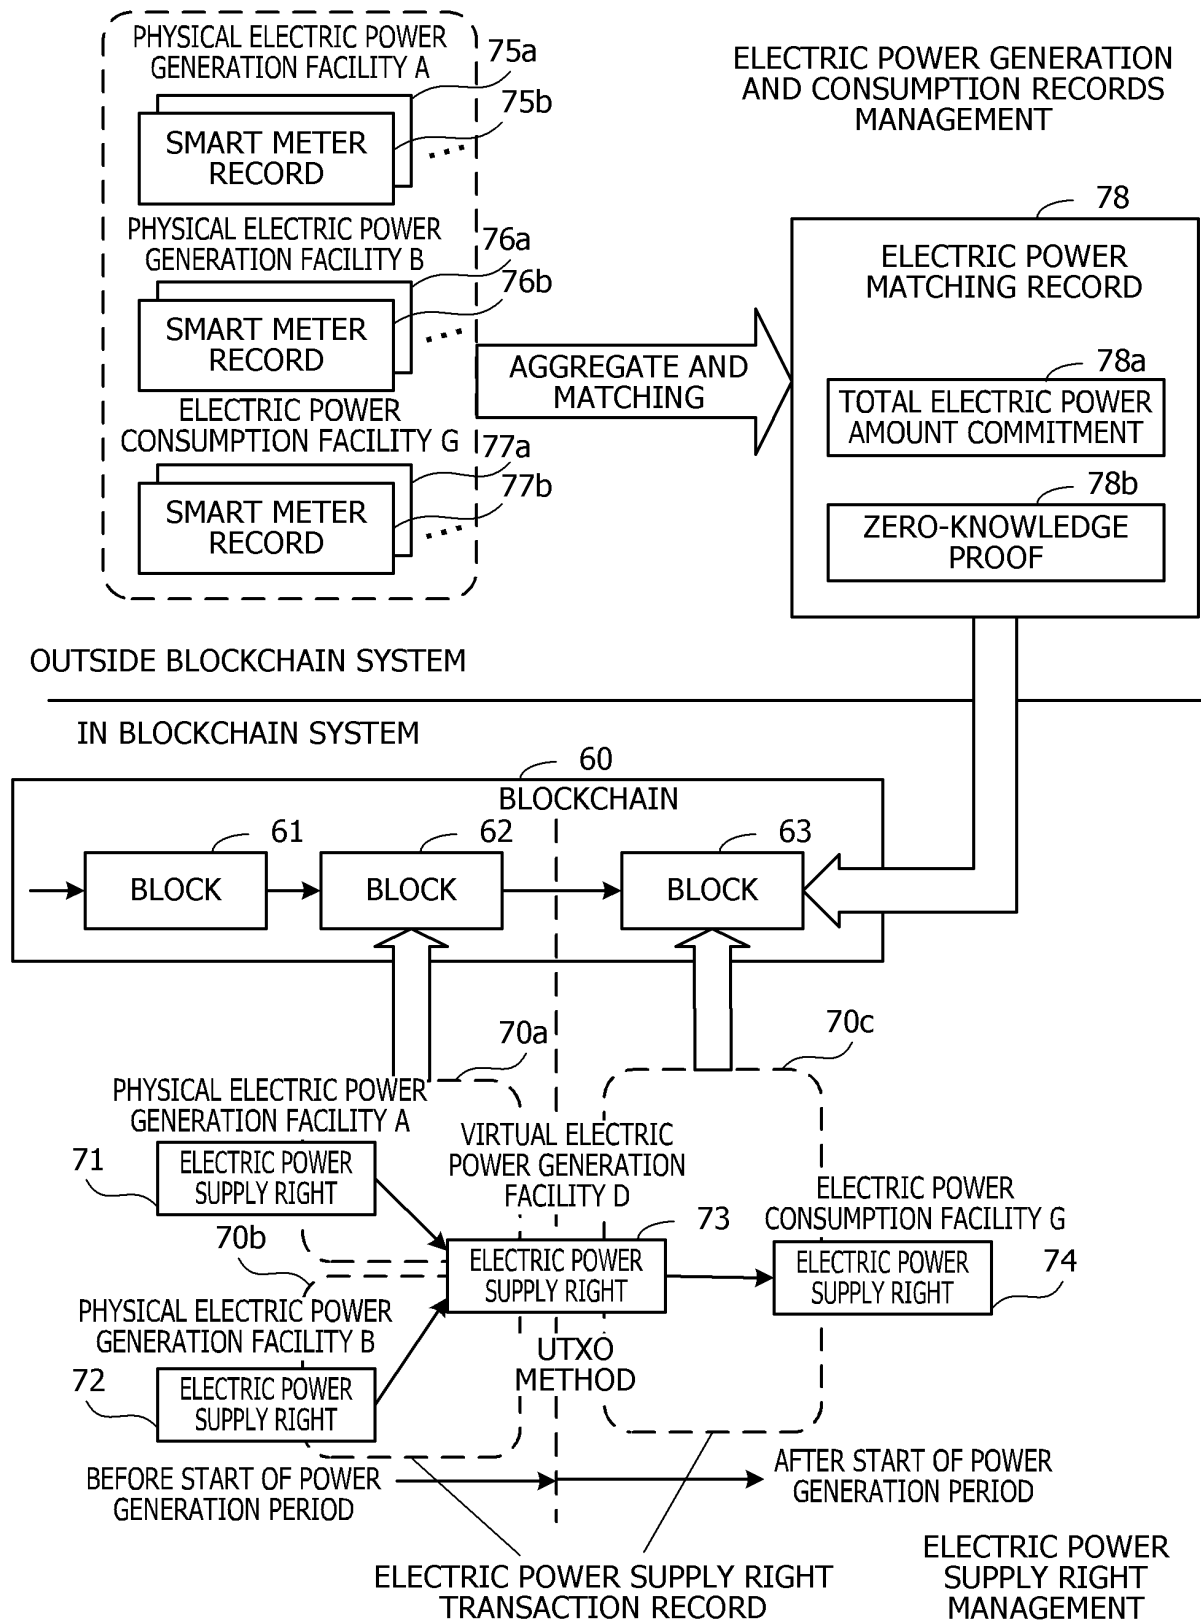 PHYSICAL ELECTRIC POWER
GENERATION FACILITY A
75a
75b
SMART METER
RECORD
ELECTRIC POWER GENERATION
AND CONSUMPTION RECORDS
MANAGEMENT
PHYSICAL ELECTRIC POWER
GENERATION FACILITY B
76a
76b
SMART METER
RECORD
ELECTRIC POWER
CONSUMPTION FACILITY G
77a
77b
SMART METER
RECORD
AGGREGATE AND
MATCHING
78
ELECTRIC POWER
MATCHING RECORD
78a
TOTAL ELECTRIC POWER
AMOUNT COMMITMENT
78b
ZERO-KNOWLEDGE
PROOF
OUTSIDE BLOCKCHAIN SYSTEM
IN BLOCKCHAIN SYSTEM
60
BLOCKCHAIN
61
62
63
BLOCK
BLOCK
BLOCK
70a
70c
PHYSICAL ELECTRIC POWER
GENERATION FACILITY A
71
ELECTRIC POWER
SUPPLY RIGHT
VIRTUAL ELECTRIC
POWER GENERATION
FACILITY D
73
ELECTRIC POWER
SUPPLY RIGHT
ELECTRIC POWER
CONSUMPTION FACILITY G
ELECTRIC POWER
SUPPLY RIGHT
74
70b
PHYSICAL ELECTRIC POWER
GENERATION FACILITY B
72
ELECTRIC POWER
SUPPLY RIGHT
UTXO
METHOD
BEFORE START OF POWER
GENERATION PERIOD
AFTER START OF POWER
GENERATION PERIOD
ELECTRIC POWER SUPPLY RIGHT
TRANSACTION RECORD
ELECTRIC POWER
SUPPLY RIGHT
MANAGEMENT